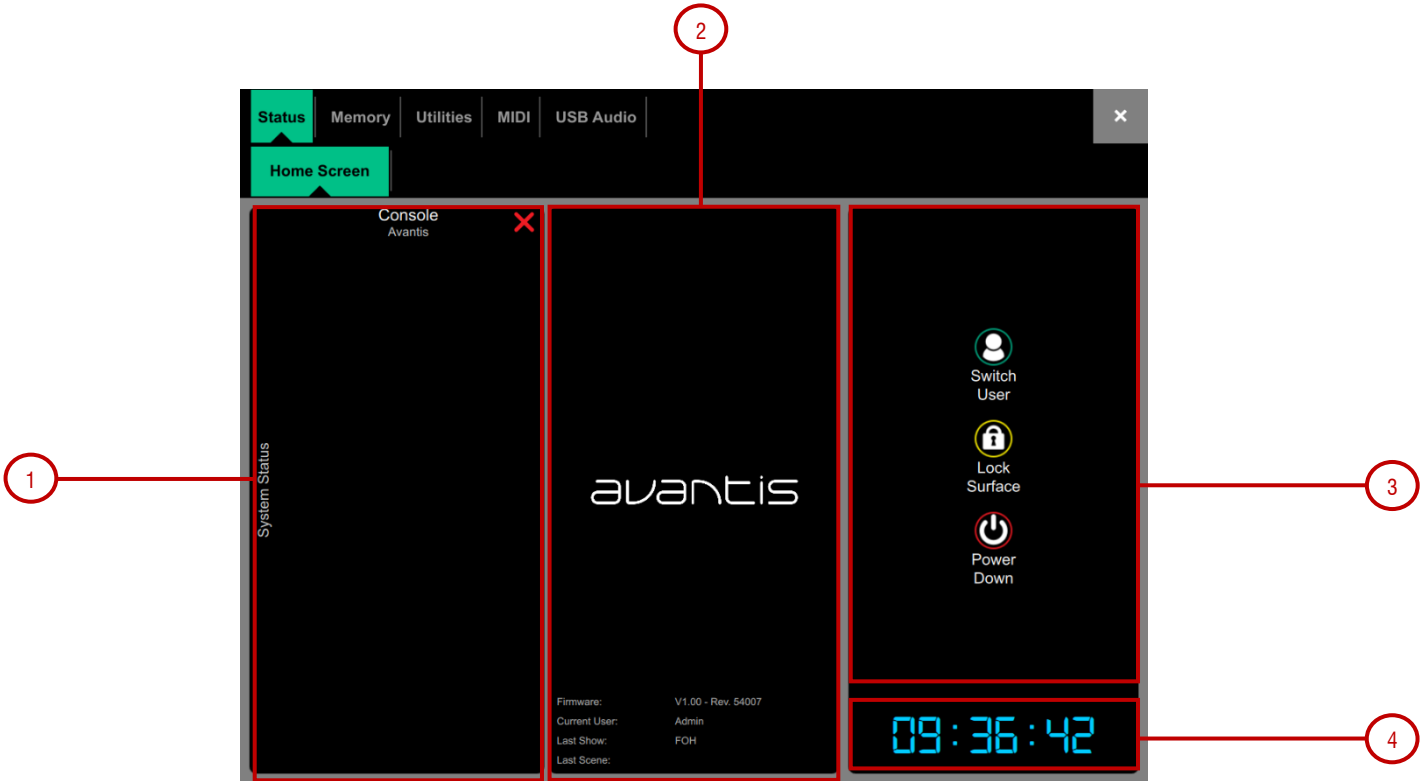 2
Status Memory Utilities MIDI USB Audio ×
Home Screen
Console
Avantis
System Status
1
avantis
Firmware: V1.00 - Rev. 54007
Current User: Admin
Last Show: FOH
Last Scene:
Switch
User
Lock
Surface
Power
Down
3
09:36:42
4